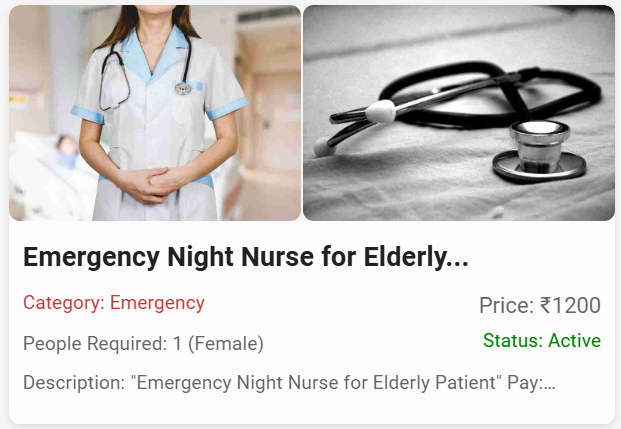 Emergency Night Nurse for Elderly...
Category: Emergency
Price: ₹1200
People Required: 1 (Female)
Status: Active
Description: "Emergency Night Nurse for Elderly Patient" Pay:...